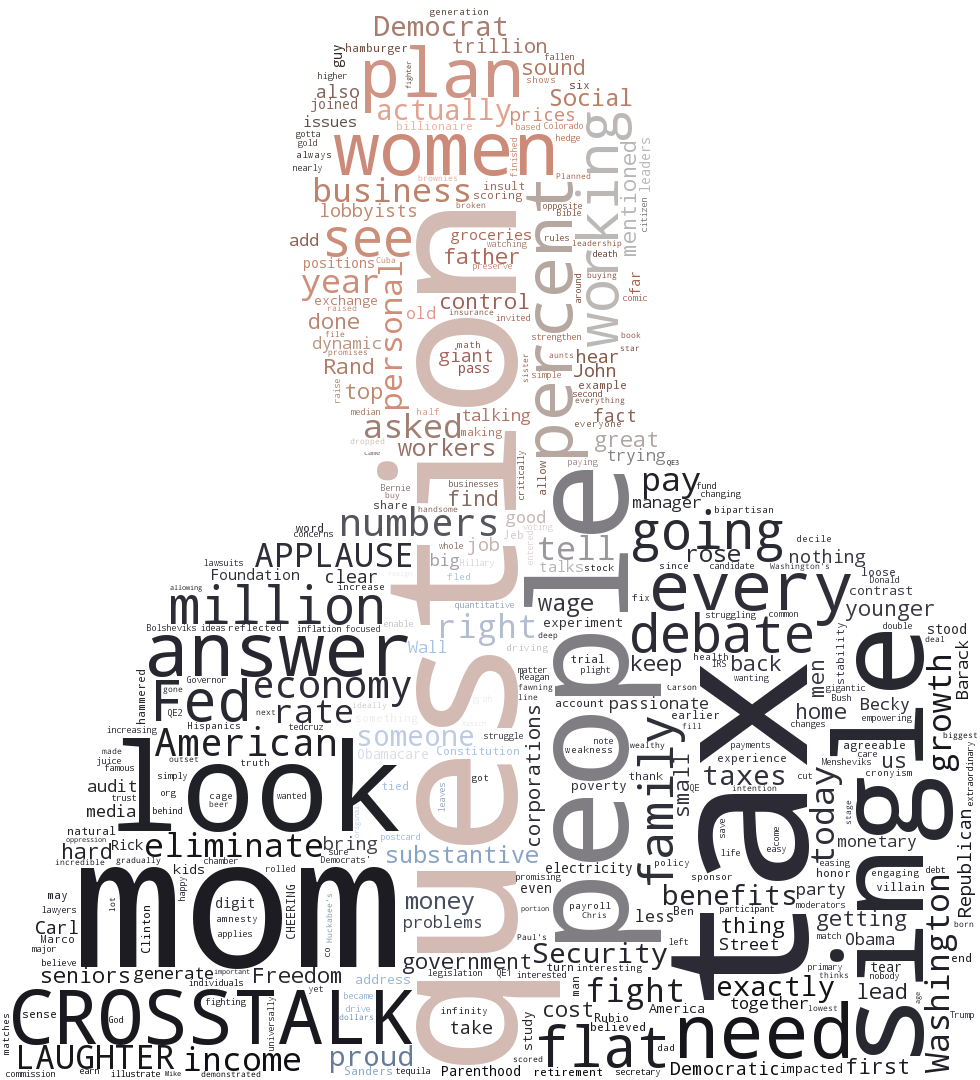 generation
Democrat
hamburger
trillion
guy
plan
fallen
sound
higher
fighter
shows
six
also
Social
joined
actually
prices
issues
billionaire
based
Colorado
gotta
gold
women
finished
hedge
working
always
nearly
brownies
Planned
business
insult
scoring
percent
mentioned
leaders
citizen
lobbyists
broken
opposite
Bible
question
add
see
groceries
watching
rules
leadership
father
death
positions
Cuba
preserve
year
personal
buying
around
far
exchange
raised
control
comic
old
insurance
invited
done
file
strengthen
book
dynamic
promises
math
giant
hear
star
Rand
pass
aunts
sister
simple
John
raise
top
example
second
everything
median
half
talking
fact
asked
making
everyone
dropped
workers
great
trying
paying
QE3
critically
allow
people
Bernie
buy
businesses
find
pay
fund
changing
share
handsome
manager
numbers
good
going
bipartisan
word
concerns
Jeb
voting
entered
tell
decile
APPLAUSE
whole
job
rose
nothing
lawsuits
big
Hillary
talks
stock
since
candidate
Washington's
loose
Donald
Foundation
clear
fled
allowing
increase
every
contrast
million
quantitative
wage
fix
younger
enable
right
struggling
common
Bolsheviks
ideas
reflected
inflation
focused
experiment
debate
double
stood
deal
answer
Wall
driving
deep
single
stability
trial
plight
keep
health
IRS
back
men
Barack
matter
Reagan
fawning
line
tax
wanting
hammered
gone
Governor
economy
Carson
gigantic
Bush
Fed
QE2
rate
next
ideally
grab
account
passionate
home
Becky
empowering
Hispanics
tedcruz
something
earlier
fill
changes
increasing
American
someone
struggle
note
weakness
biggest
made
juice
famous
outset
truth
Obamacare
Constitution
corporations
family
wealthy
payments
experience
agreeable
Mensheviks
us
growth
look
got
small
taxes
cut
cronyism
audit
simply
thank
today
extraordinary
trust
org
cage
beer
wanted
tied
leaves
poverty
QE
intention
media
behind
stage
natural
oppression
postcard
save
come
easy
monetary
hard
Rick
eliminate
bring
sure
life
incredible
gradually
chamber
Democrats'
substantive
policy
easing
care
kids
rolled
electricity
sponsor
honor
engaging
debt
mom
happy
promising
even
benefits
party
villain
Republican
may
lot
digit
Huckabee's
money
portion
payroll
Chris
less
Ben
participant
moderators
born
lawyers
amnesty
CHEERING
Carl
Clinton
applies
problems
thing
getting
Marco
Paul's
left
Street
match
Obama
major
co
believe
government
Security
primary
thinks
end
Washington
important
legislation
QE1
turn
interesting
tear
nobody
seniors
generate
individuals
Freedom
address
interested
man
exactly
lead
yet
became
fight
age
fighting
drive
dollars
infinity
cost
America
together
lowest
matches
sense
God
CROSSTALK
universally
take
study
Rubio
believed
need
Trump
LAUGHTER
income
proud
scored
flat
dad
commission
earn
illustrate
Mike
demonstrated
Sanders
tequila
Parenthood
retirement
secretary
Democratic
impacted
first